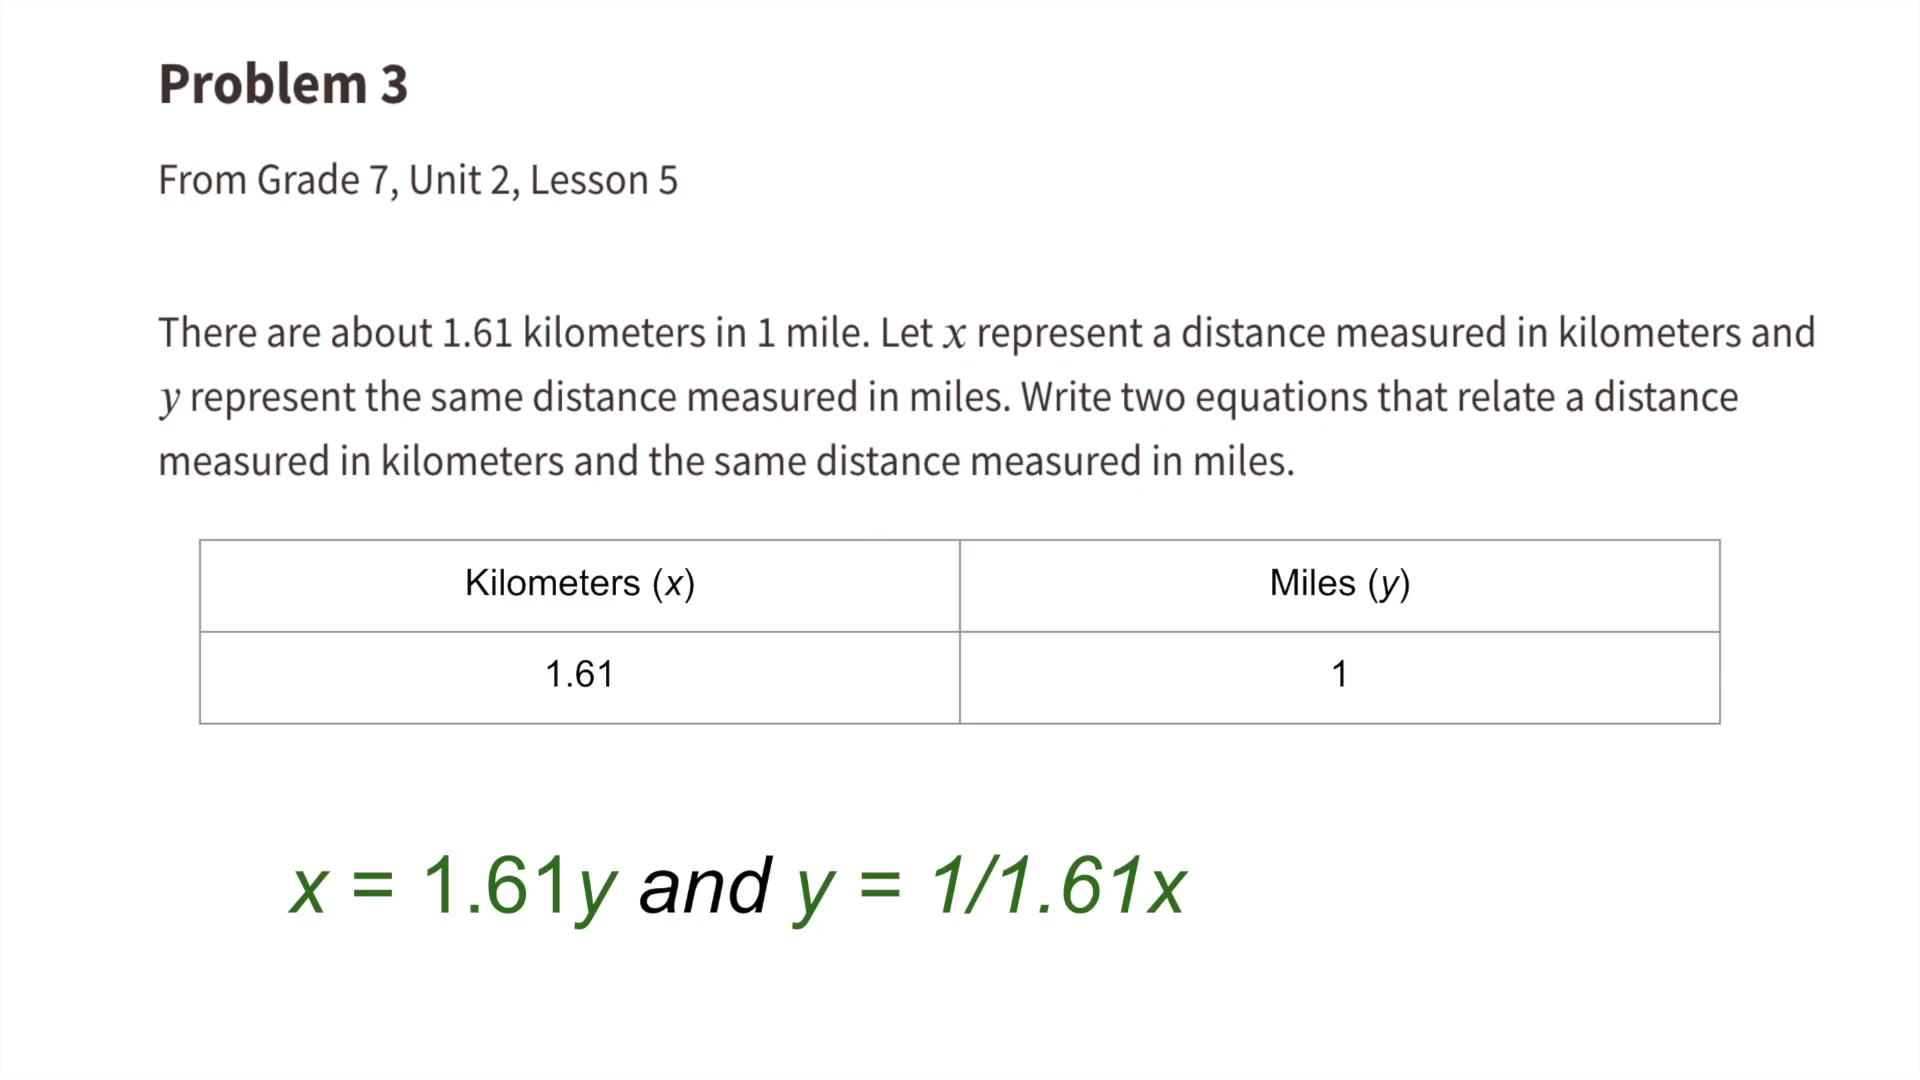 Problem 3
From Grade 7, Unit 2, Lesson 5
There are about 1.61 kilometers in 1 mile. Let x represent a distance measured in kilometers and
y represent the same distance measured in miles. Write two equations that relate a distance
measured in kilometers and the same distance measured in miles.
Kilometers (x) Miles (y)
1.61 1
x = 1.61y and y = 1/1.61x